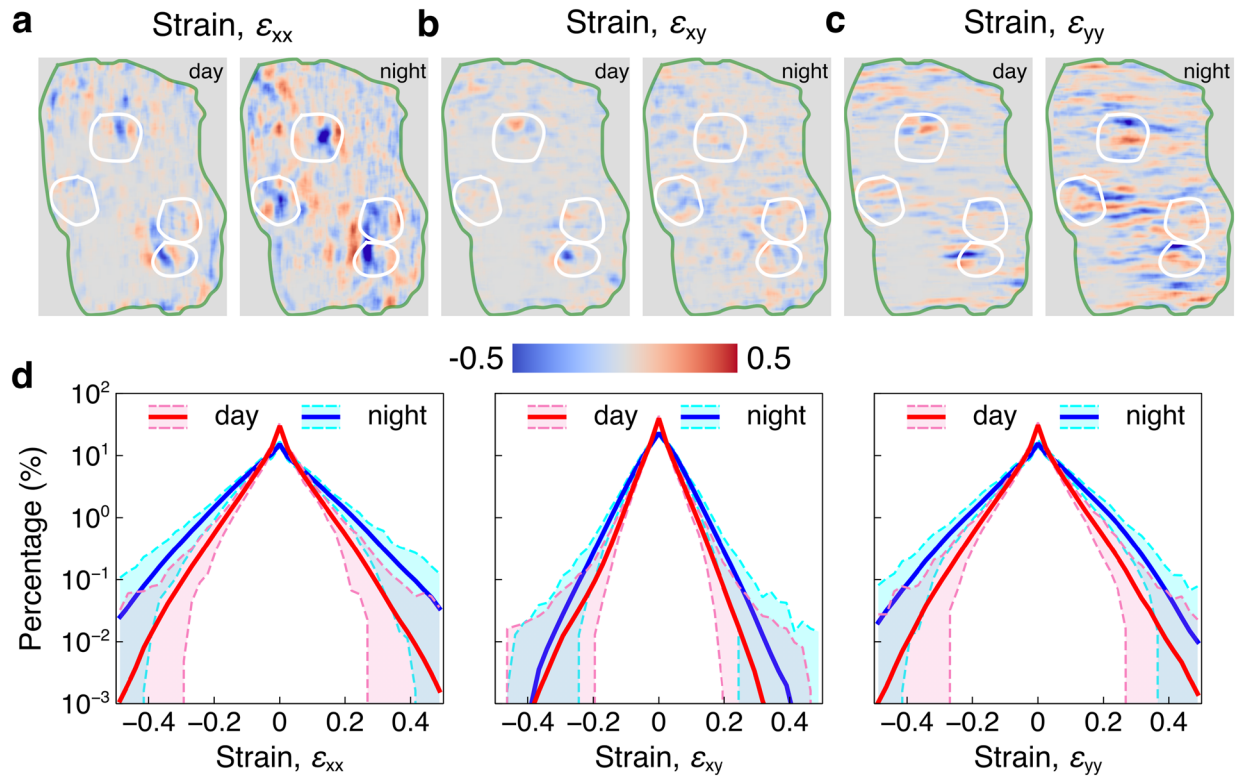 a Strain, εxx b Strain, εxy c Strain, εyy
day night day night day night
-0.5 0.5
d
day night day night day night
Percentage (%)
10² 10¹ 10⁰ 10⁻¹ 10⁻² 10⁻³
−0.4 −0.2 0 0.2 0.4 −0.4 −0.2 0 0.2 0.4 −0.4 −0.2 0 0.2 0.4
Strain, εxx Strain, εxy Strain, εyy